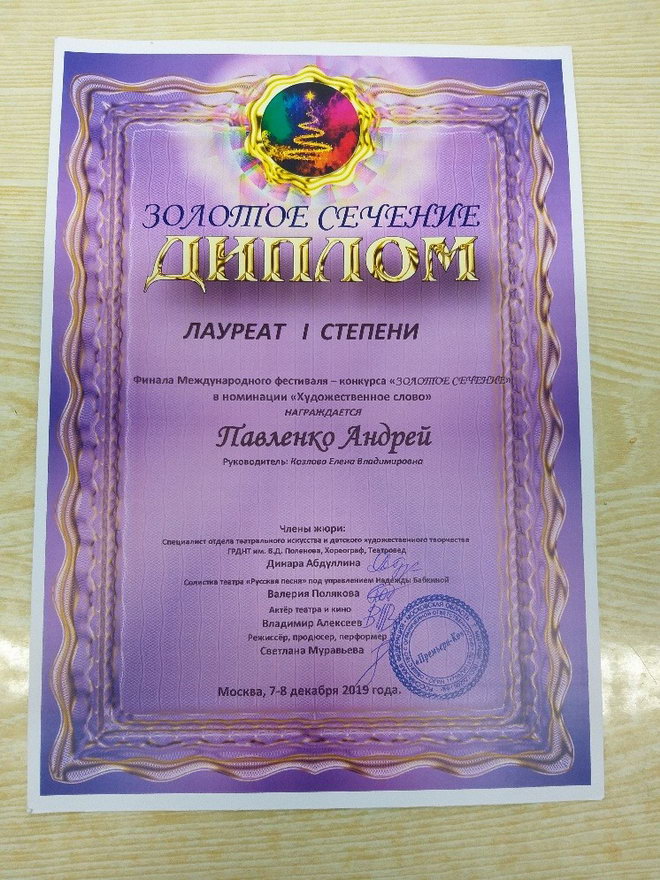 ЗОЛОТОЕ СЕЧЕНИЕ
ДИПЛОМ
ЛАУРЕАТ I СТЕПЕНИ
Финала Международного фестиваля – конкурса «ЗОЛОТОЕ СЕЧЕНИЕ»
в номинации «Художественное слово»
НАГРАЖДАЕТСЯ
Павленко Андрей
Руководитель: Козлова Елена Владимировна
Члены жюри:
Специалист отдела театрального искусства и детского художественного творчества
ГРДНТ им. В.Д. Поленова, Хореограф, Театровед
Динара Абдуллина
Солистка театра «Русская песня» под управлением Надежды Бабкиной
Валерия Полякова
Актёр театра и кино
Владимир Алексеев
Режиссёр, продюсер, перформер
Светлана Муравьева
Москва, 7-8 декабря 2019 года.